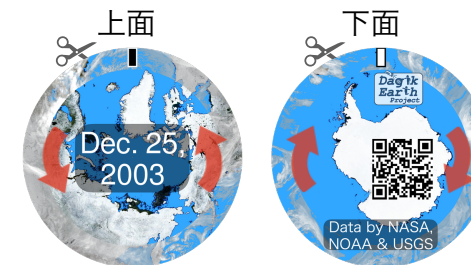 上面
下面
Dagik
Earth
Project
Dec. 25,
2003
Data by NASA,
NOAA & USGS